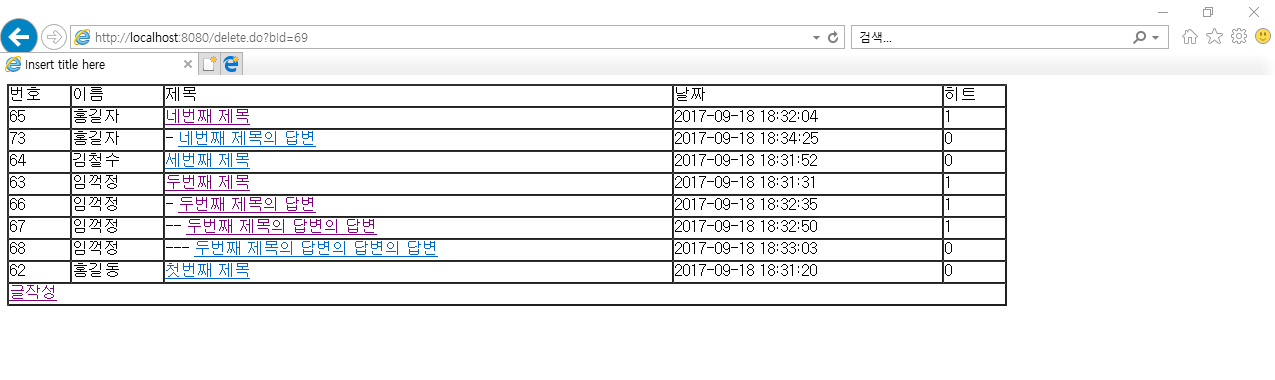 http://localhost:8080/delete.do?bId=69
검색...
Insert title here
번호 이름 제목 날짜 히트
65 홍길자 네번째 제목 2017-09-18 18:32:04 1
73 홍길자 - 네번째 제목의 답변 2017-09-18 18:34:25 0
64 김철수 세번째 제목 2017-09-18 18:31:52 0
63 임꺽정 두번째 제목 2017-09-18 18:31:31 1
66 임꺽정 - 두번째 제목의 답변 2017-09-18 18:32:35 1
67 임꺽정 -- 두번째 제목의 답변의 답변 2017-09-18 18:32:50 1
68 임꺽정 --- 두번째 제목의 답변의 답변의 답변 2017-09-18 18:33:03 0
62 홍길동 첫번째 제목 2017-09-18 18:31:20 0
글작성